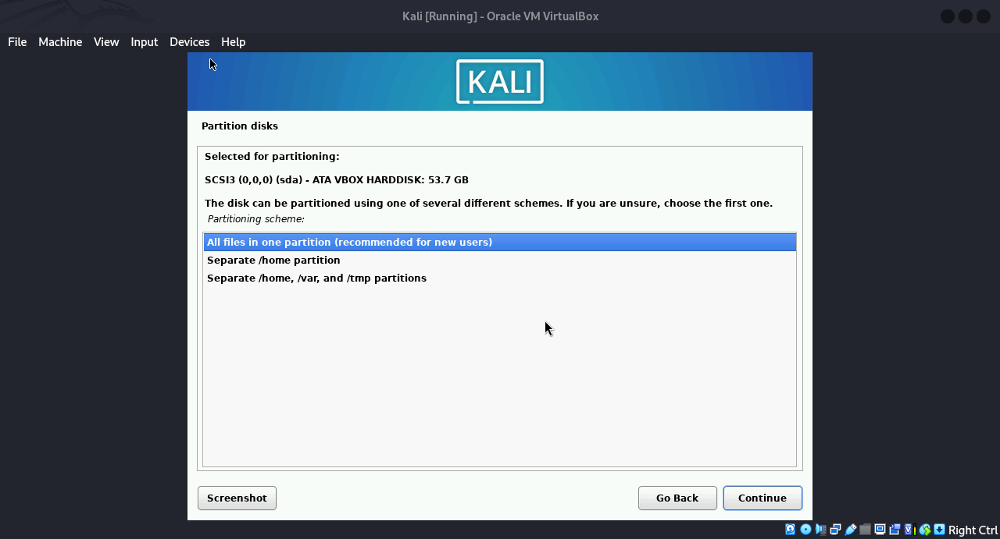 Kali [Running] - Oracle VM VirtualBox
File Machine View Input Devices Help
KALI
Partition disks
Selected for partitioning:
SCSI3 (0,0,0) (sda) - ATA VBOX HARDDISK: 53.7 GB
The disk can be partitioned using one of several different schemes. If you are unsure, choose the first one.
Partitioning scheme:
All files in one partition (recommended for new users)
Separate /home partition
Separate /home, /var, and /tmp partitions
Screenshot Go Back Continue
Right Ctrl